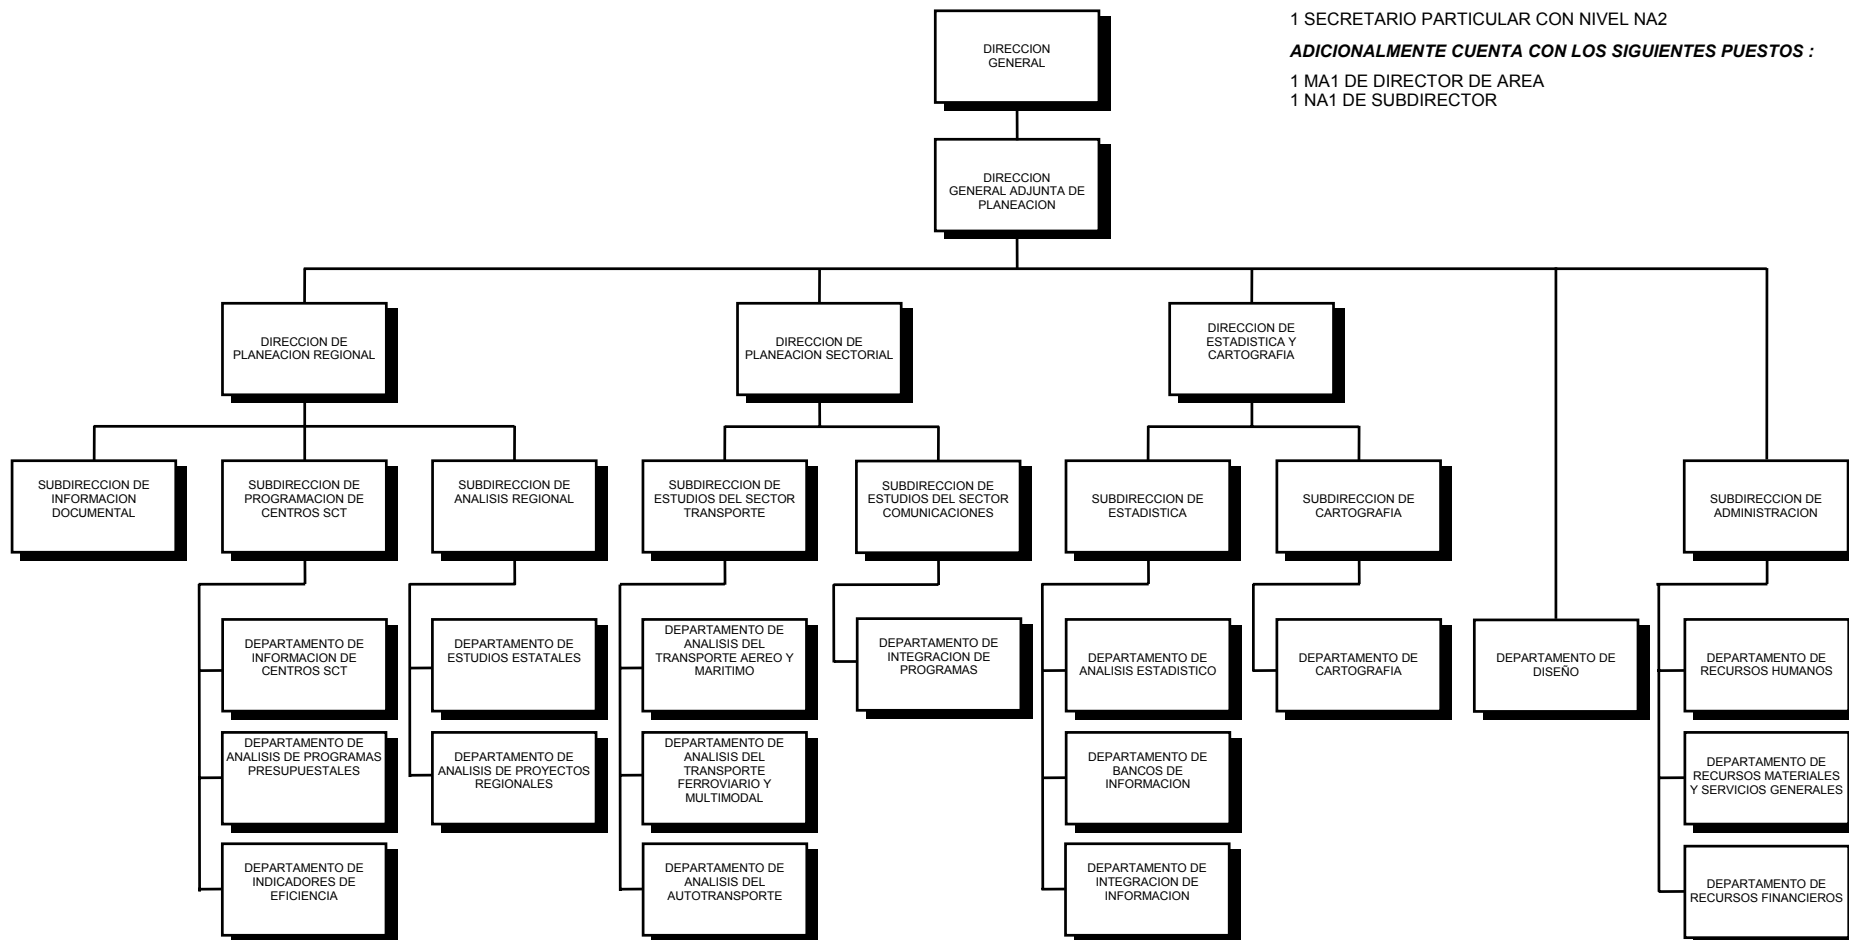 1 SECRETARIO PARTICULAR CON NIVEL NA2
ADICIONALMENTE CUENTA CON LOS SIGUIENTES PUESTOS :
1 MA1 DE DIRECTOR DE AREA
1 NA1 DE SUBDIRECTOR
DIRECCION
GENERAL
DIRECCION
GENERAL ADJUNTA DE
PLANEACION
DIRECCION DE
PLANEACION REGIONAL
DIRECCION DE
PLANEACION SECTORIAL
DIRECCION DE
ESTADISTICA Y
CARTOGRAFIA
SUBDIRECCION DE
INFORMACION
DOCUMENTAL
SUBDIRECCION DE
PROGRAMACION DE
CENTROS SCT
SUBDIRECCION DE
ANALISIS REGIONAL
SUBDIRECCION DE
ESTUDIOS DEL SECTOR
TRANSPORTE
SUBDIRECCION DE
ESTUDIOS DEL SECTOR
COMUNICACIONES
SUBDIRECCION DE
ESTADISTICA
SUBDIRECCION DE
CARTOGRAFIA
SUBDIRECCION DE
ADMINISTRACION
DEPARTAMENTO DE
INFORMACION DE
CENTROS SCT
DEPARTAMENTO DE
ESTUDIOS ESTATALES
DEPARTAMENTO DE
ANALISIS DEL
TRANSPORTE AEREO Y
MARITIMO
DEPARTAMENTO DE
INTEGRACION DE
PROGRAMAS
DEPARTAMENTO DE
ANALISIS ESTADISTICO
DEPARTAMENTO DE
CARTOGRAFIA
DEPARTAMENTO DE
DISEÑO
DEPARTAMENTO DE
RECURSOS HUMANOS
DEPARTAMENTO DE
ANALISIS DE PROGRAMAS
PRESUPUESTALES
DEPARTAMENTO DE
ANALISIS DE PROYECTOS
REGIONALES
DEPARTAMENTO DE
ANALISIS DEL
TRANSPORTE
FERROVIARIO Y
MULTIMODAL
DEPARTAMENTO DE
BANCOS DE
INFORMACION
DEPARTAMENTO DE
RECURSOS MATERIALES
Y SERVICIOS GENERALES
DEPARTAMENTO DE
INDICADORES DE
EFICIENCIA
DEPARTAMENTO DE
ANALISIS DEL
AUTOTRANSPORTE
DEPARTAMENTO DE
INTEGRACION DE
INFORMACION
DEPARTAMENTO DE
RECURSOS FINANCIEROS